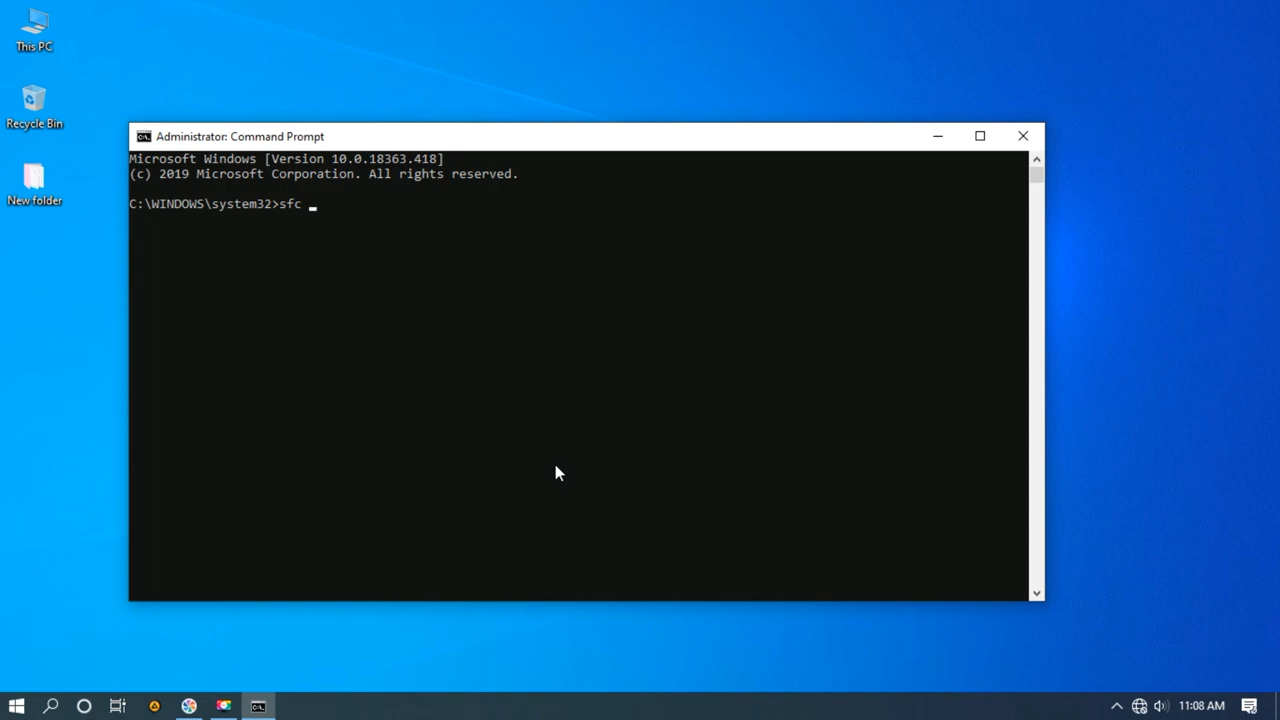 This PC
Recycle Bin
New folder
Administrator: Command Prompt
Microsoft Windows [Version 10.0.18363.418]
(c) 2019 Microsoft Corporation. All rights reserved.
C:\WINDOWS\system32>sfc
11:08 AM